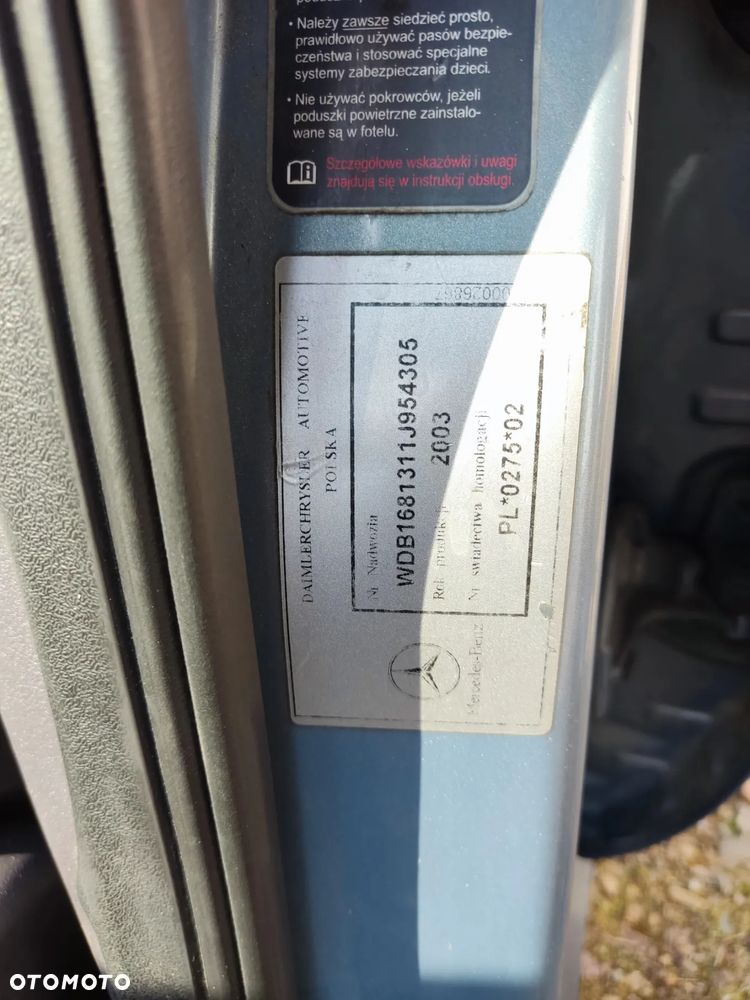 • Należy zawsze siedzieć prosto,
prawidłowo używać pasów bezpie-
czeństwa i stosować specjalne
systemy zabezpieczania dzieci.
• Nie używać pokrowców, jeżeli
poduszki powietrzne zainstalo-
wane są w fotelu.
Szczegółowe wskazówki i uwagi
znajdują się w instrukcji obsługi.
DAIMLERCHRYSLER AUTOMOTIVE
POLSKA
Nr Nadwozia
WDB1681311J954305
Rok produkcji
2003
Nr świadectwa homologacji
PL*0275*02
Mercedes-Benz
OTOMOTO